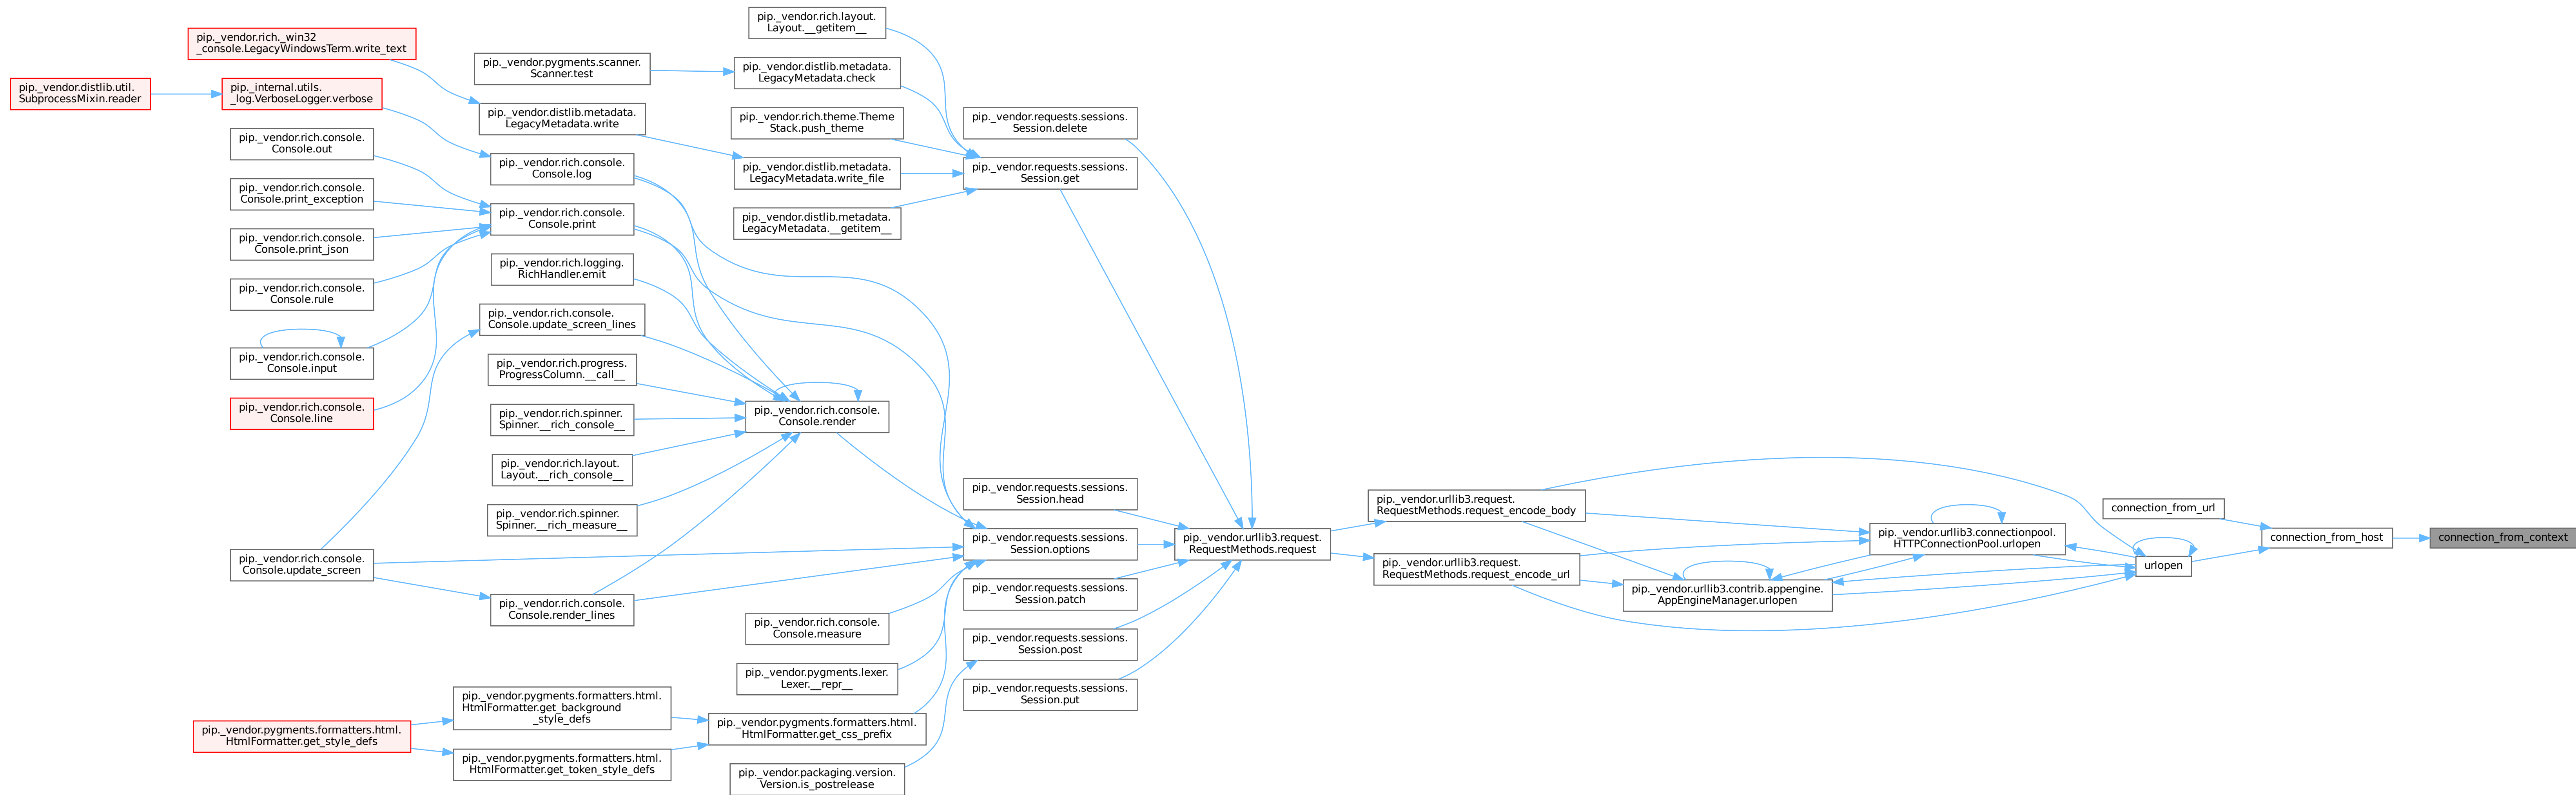 pip._vendor.distlib.util.
SubprocessMixin.reader
pip._vendor.rich._win32
_console.LegacyWindowsTerm.write_text
pip._internal.utils.
_log.VerboseLogger.verbose
pip._vendor.rich.console.
Console.out
pip._vendor.rich.console.
Console.print_exception
pip._vendor.rich.console.
Console.print_json
pip._vendor.rich.console.
Console.rule
pip._vendor.rich.console.
Console.input
pip._vendor.rich.console.
Console.line
pip._vendor.rich.console.
Console.update_screen
pip._vendor.pygments.formatters.html.
HtmlFormatter.get_style_defs
pip._vendor.pygments.scanner.
Scanner.test
pip._vendor.distlib.metadata.
LegacyMetadata.write
pip._vendor.rich.console.
Console.log
pip._vendor.rich.console.
Console.print
pip._vendor.rich.logging.
RichHandler.emit
pip._vendor.rich.console.
Console.update_screen_lines
pip._vendor.rich.progress.
ProgressColumn.__call__
pip._vendor.rich.spinner.
Spinner.__rich_console__
pip._vendor.rich.layout.
Layout.__rich_console__
pip._vendor.rich.spinner.
Spinner.__rich_measure__
pip._vendor.rich.console.
Console.render_lines
pip._vendor.pygments.formatters.html.
HtmlFormatter.get_background
_style_defs
pip._vendor.pygments.formatters.html.
HtmlFormatter.get_token_style_defs
pip._vendor.rich.layout.
Layout.__getitem__
pip._vendor.distlib.metadata.
LegacyMetadata.check
pip._vendor.rich.theme.Theme
Stack.push_theme
pip._vendor.distlib.metadata.
LegacyMetadata.write_file
pip._vendor.distlib.metadata.
LegacyMetadata.__getitem__
pip._vendor.rich.console.
Console.render
pip._vendor.rich.console.
Console.measure
pip._vendor.pygments.lexer.
Lexer.__repr__
pip._vendor.pygments.formatters.html.
HtmlFormatter.get_css_prefix
pip._vendor.packaging.version.
Version.is_postrelease
pip._vendor.requests.sessions.
Session.delete
pip._vendor.requests.sessions.
Session.get
pip._vendor.requests.sessions.
Session.head
pip._vendor.requests.sessions.
Session.options
pip._vendor.requests.sessions.
Session.patch
pip._vendor.requests.sessions.
Session.post
pip._vendor.requests.sessions.
Session.put
pip._vendor.urllib3.request.
RequestMethods.request
pip._vendor.urllib3.request.
RequestMethods.request_encode_body
pip._vendor.urllib3.request.
RequestMethods.request_encode_url
pip._vendor.urllib3.contrib.appengine.
AppEngineManager.urlopen
pip._vendor.urllib3.connectionpool.
HTTPConnectionPool.urlopen
connection_from_url
urlopen
connection_from_host
connection_from_context